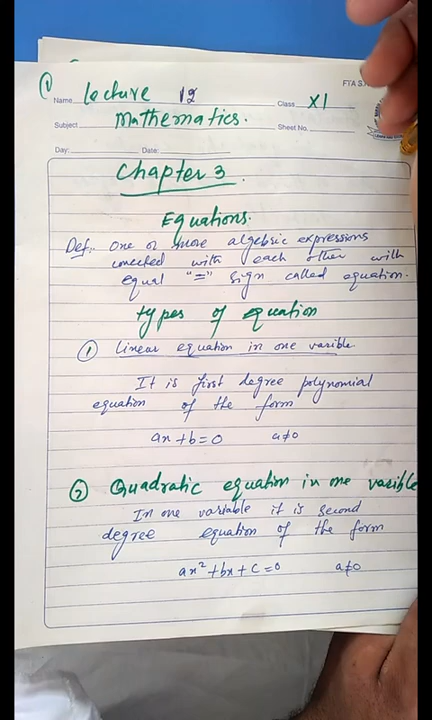 1 Lecture 12
FTA S.
Name Class XI
Subject Mathematics. Sheet No.
Day: Date:
Chapter 3
Equations.
Def:- One or more algebric expressions
conected with each other with
equal "=" sign called equation.
types of equation
1 Linear equation in one varible
It is first degree polynomial
equation of the form
ax + b = 0 a≠0
2 Quadratic equation in one varible
In one variable it is second
degree equation of the form
ax² + bx + c = 0 a≠0